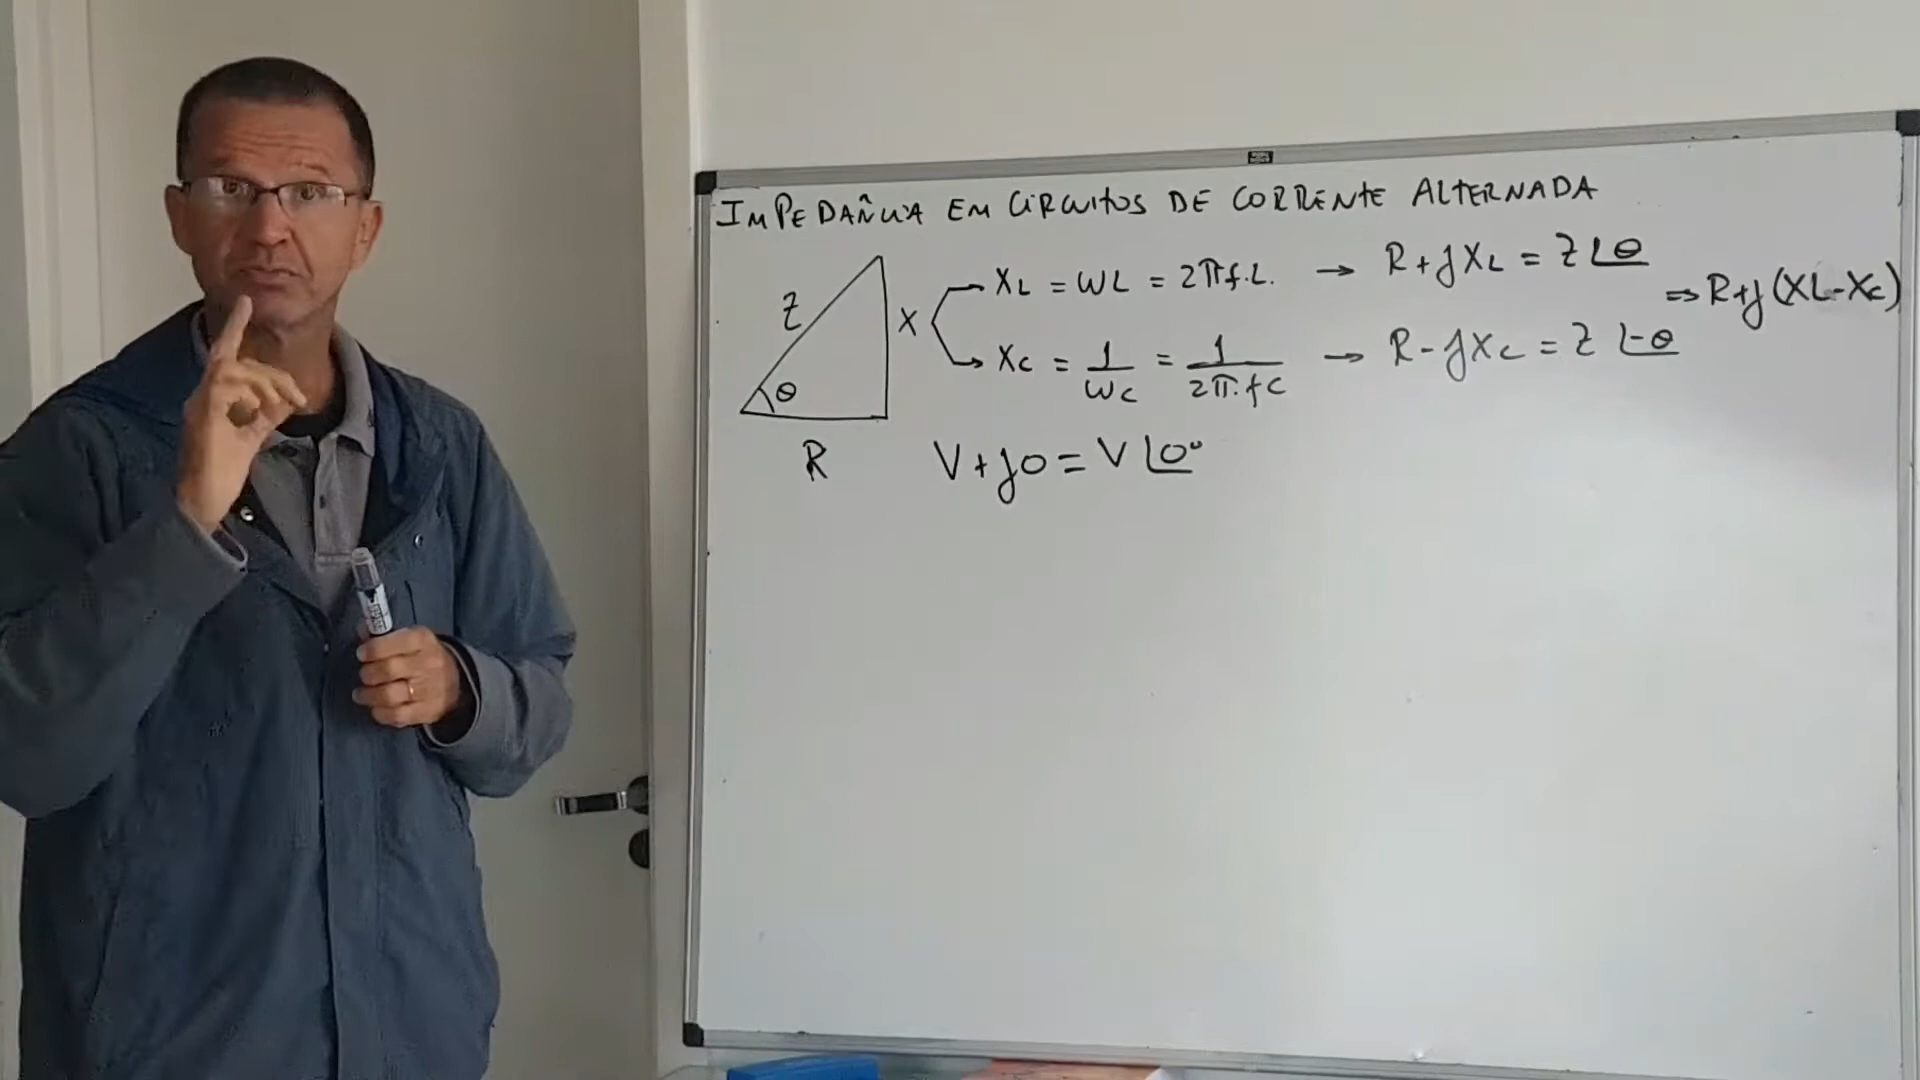 IMPEDÂNCIA EM CIRCUITOS DE CORRENTE ALTERNADA
Z
θ
R
X
XL = WL = 2πf.L. → R+jXL = Z∠θ
XC = 1/WC = 1/2π.fC → R-jXC = Z∠-θ
⇒ R+j(XL-XC)
V+j0 = V∠0°